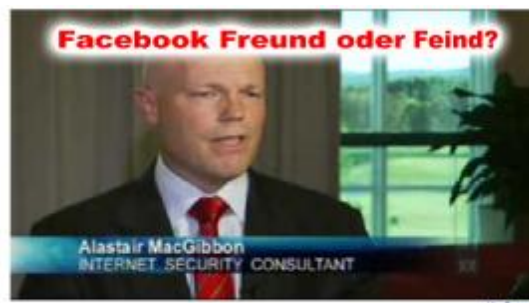 Facebook Freund oder Feind?
Alastair MacGibbon
INTERNET SECURITY CONSULTANT